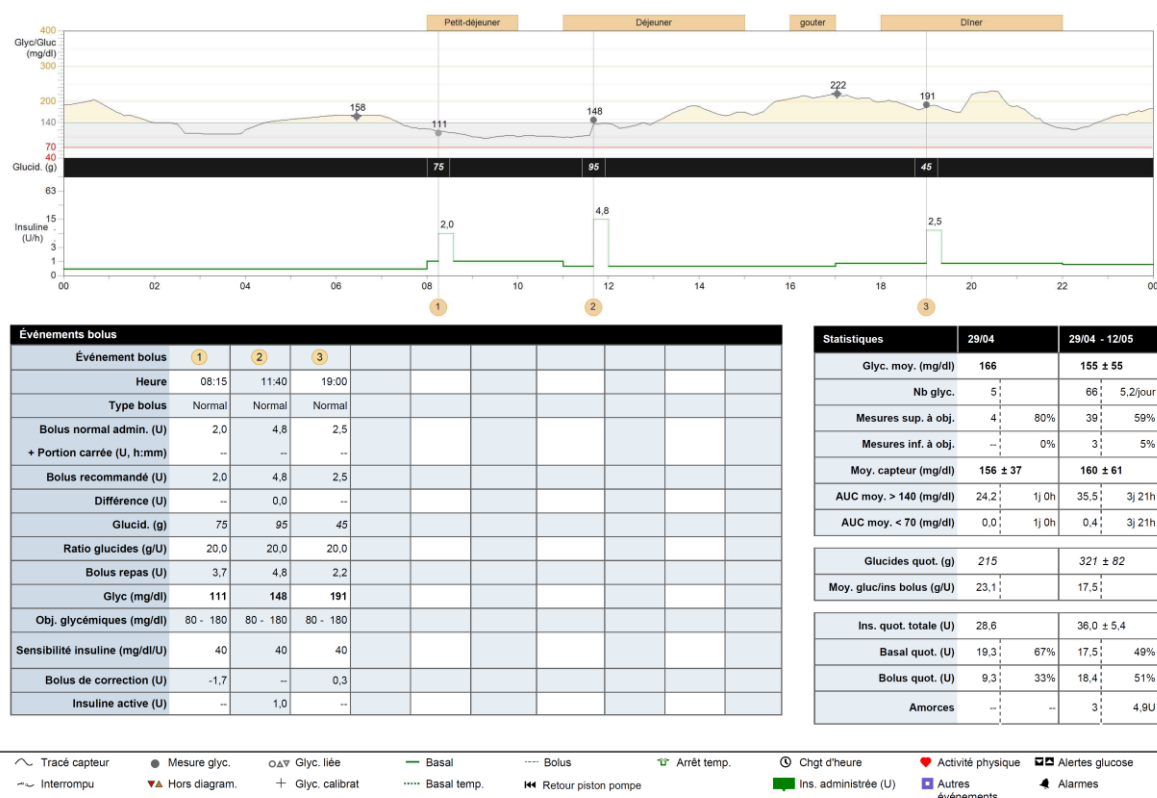 Petit-déjeuner Déjeuner gouter Dîner
Glyc/Gluc
(mg/dl)
400
300
200
140
70
40
158
111
148
222
191
Glucid. (g) 75 95 45
Insuline
(U/h)
63
15
3
1
0
2,0
4,8
2,5
00 02 04 06 08 10 12 14 16 18 20 22 00
1 2 3
Événements bolus
Événement bolus 1 2 3
Heure 08:15 11:40 19:00
Type bolus Normal Normal Normal
Bolus normal admin. (U) 2,0 4,8 2,5
+ Portion carrée (U, h:mm) -- -- --
Bolus recommandé (U) 2,0 4,8 2,5
Différence (U) -- 0,0 --
Glucid. (g) 75 95 45
Ratio glucides (g/U) 20,0 20,0 20,0
Bolus repas (U) 3,7 4,8 2,2
Glyc (mg/dl) 111 148 191
Obj. glycémiques (mg/dl) 80 - 180 80 - 180 80 - 180
Sensibilité insuline (mg/dl/U) 40 40 40
Bolus de correction (U) -1,7 -- 0,3
Insuline active (U) -- 1,0 --
Statistiques 29/04 29/04 - 12/05
Glyc. moy. (mg/dl) 166 155 ± 55
Nb glyc. 5 66 5,2/jour
Mesures sup. à obj. 4 80% 39 59%
Mesures inf. à obj. -- 0% 3 5%
Moy. capteur (mg/dl) 156 ± 37 160 ± 61
AUC moy. > 140 (mg/dl) 24,2 1j 0h 35,5 3j 21h
AUC moy. < 70 (mg/dl) 0,0 1j 0h 0,4 3j 21h
Glucides quot. (g) 215 321 ± 82
Moy. gluc/ins bolus (g/U) 23,1 17,5
Ins. quot. totale (U) 28,6 36,0 ± 5,4
Basal quot. (U) 19,3 67% 17,5 49%
Bolus quot. (U) 9,3 33% 18,4 51%
Amorces -- -- 3 4,9U
Tracé capteur Mesure glyc. Glyc. liée Basal Bolus Arrêt temp. Chgt d'heure Activité physique Alertes glucose
Interrompu Hors diagram. Glyc. calibrat Basal temp. Retour piston pompe Ins. administrée (U) Autres
événements Alarmes